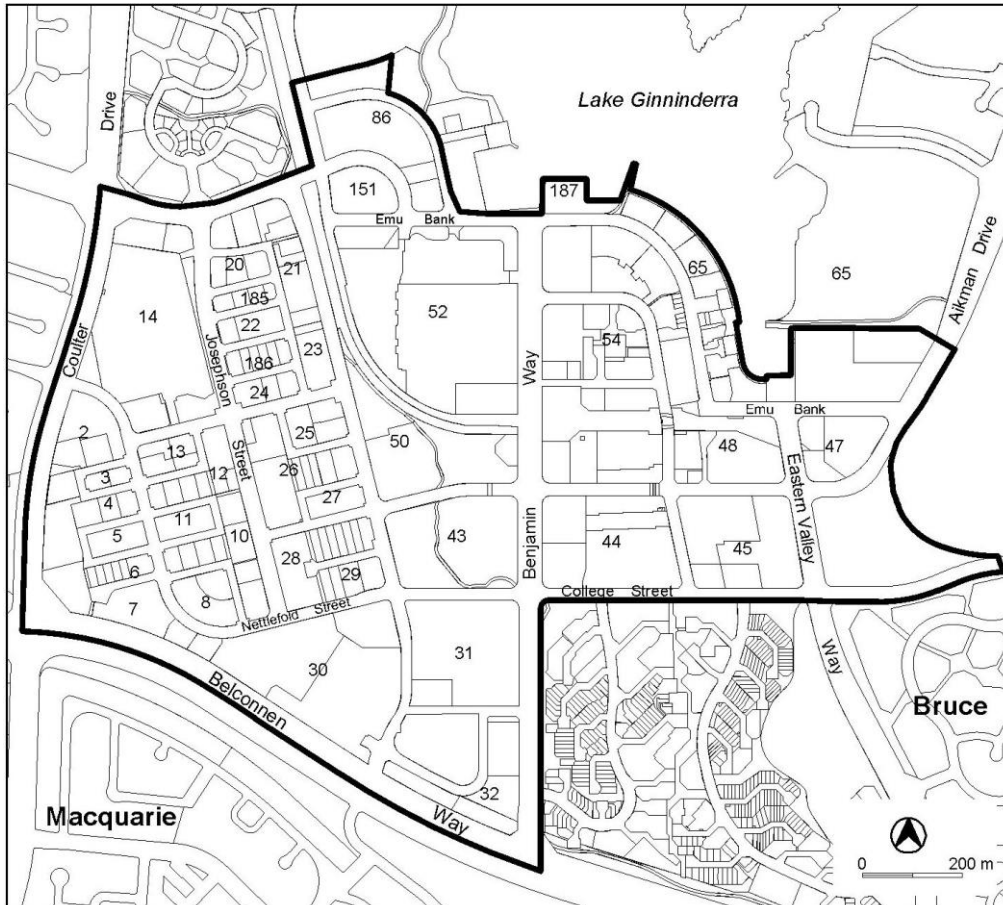 Lake Ginninderra
Drive
86
151
187
Emu Bank
65
65
Aikman Drive
20
21
185
14
22
52
Josephson
Way
54
23
186
Coulter
24
Emu Bank
2
25
50
48
47
13
Street
3
26
12
Eastern Valley
4
27
11
5
10
43
Benjamin
44
45
28
6
29
8
College Street
7
Nettlefold Street
30
31
Way
Belconnen
Bruce
32
Macquarie
Way
0 200 m